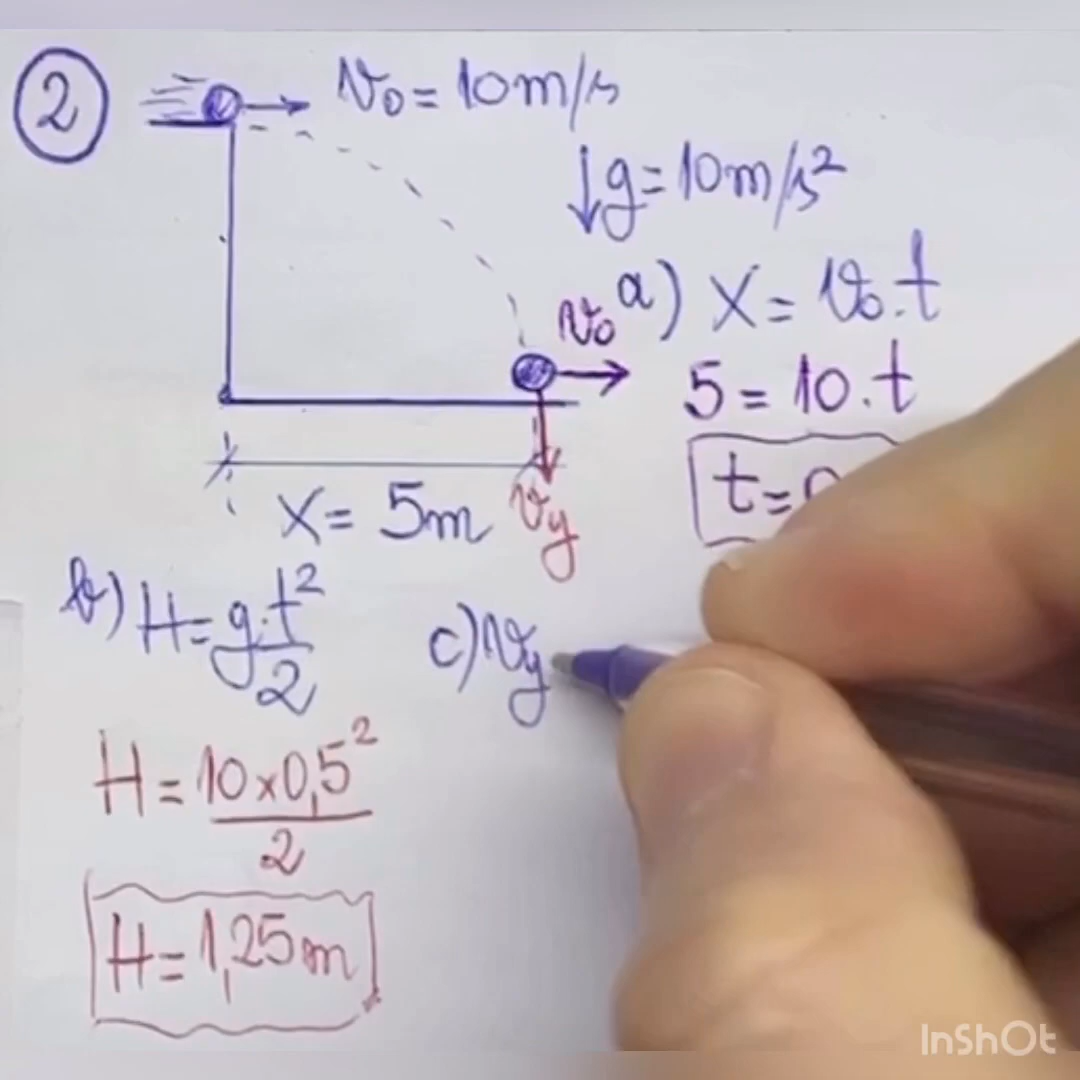 2
v₀ = 10m/s
↓g = 10m/s²
a) X = v₀.t
5 = 10.t
t = 0
v₀
vy
X = 5m
b) H = g.t²/2
H = 10x0,5²/2
H = 1,25m
c) vy
InShOt